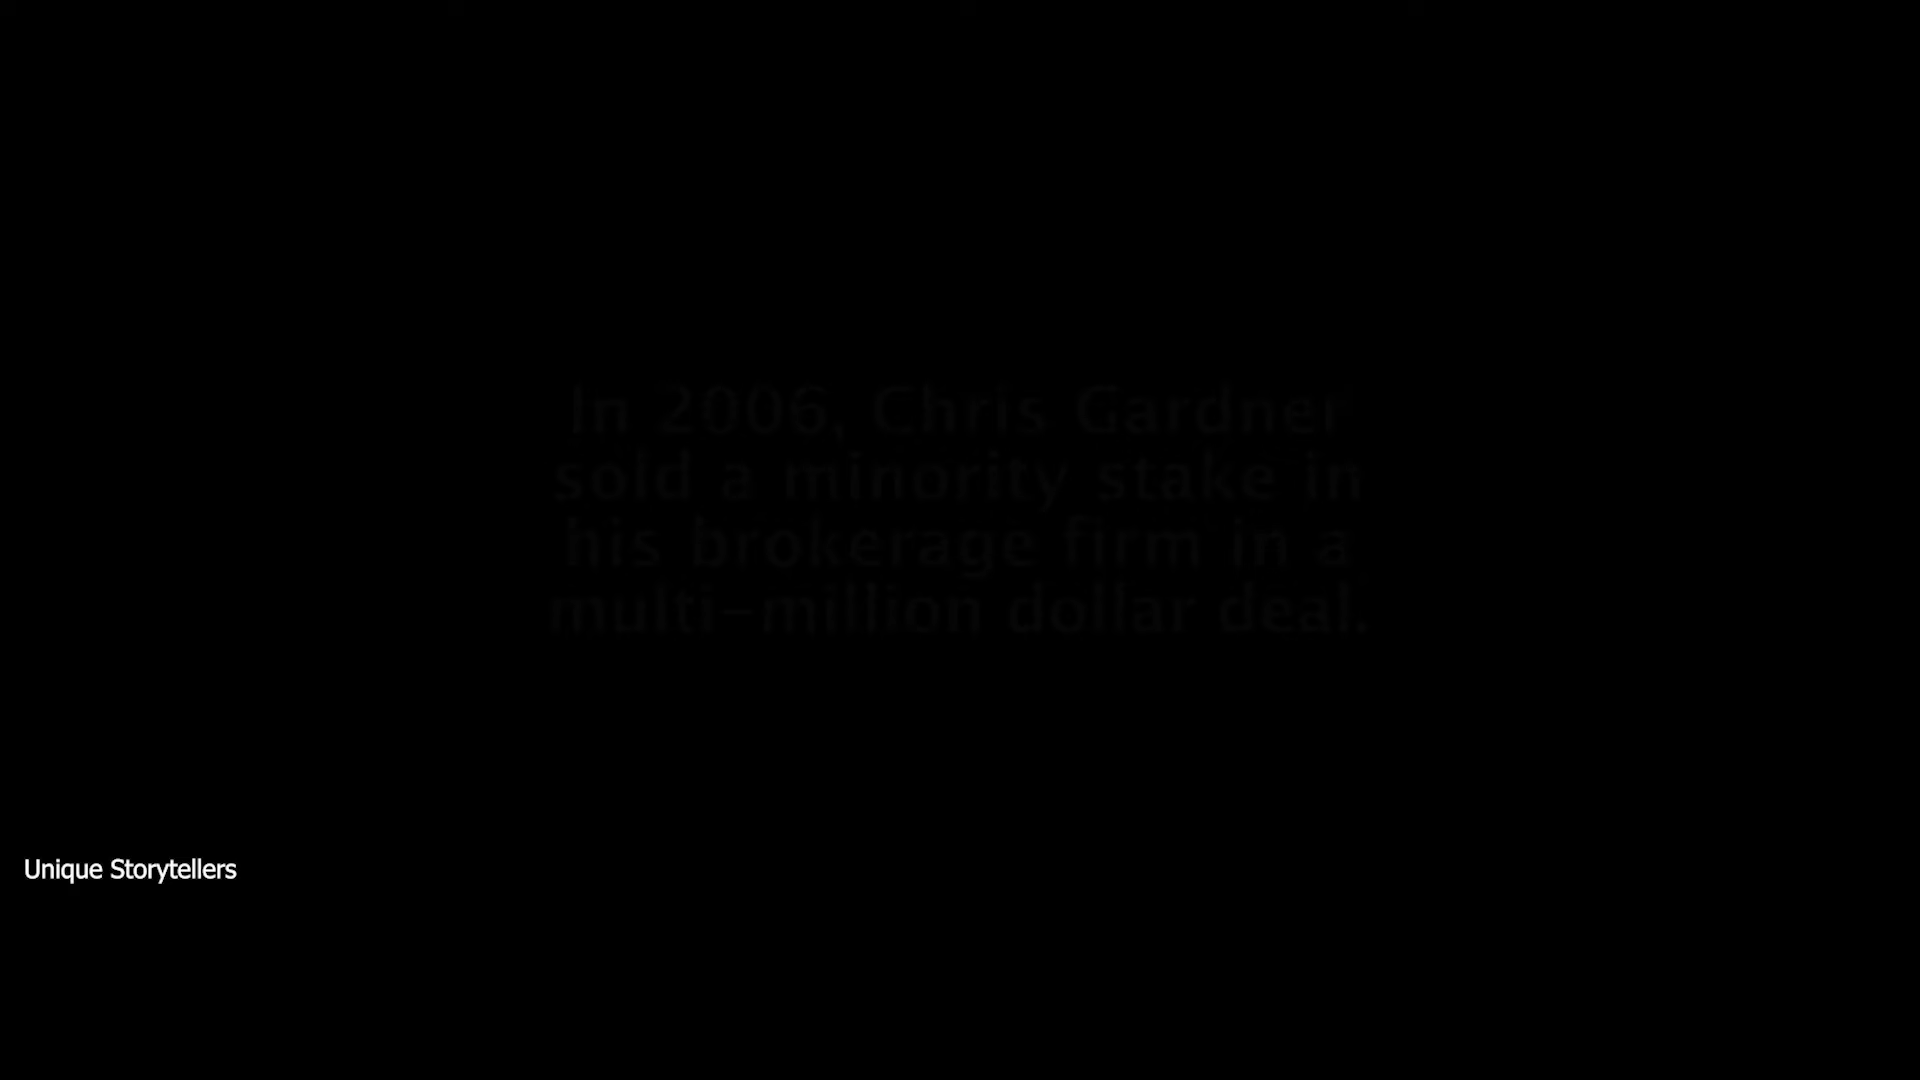 In 2006, Chris Gardner
sold a minority stake in
his brokerage firm in a
multi-million dollar deal.
Unique Storytellers